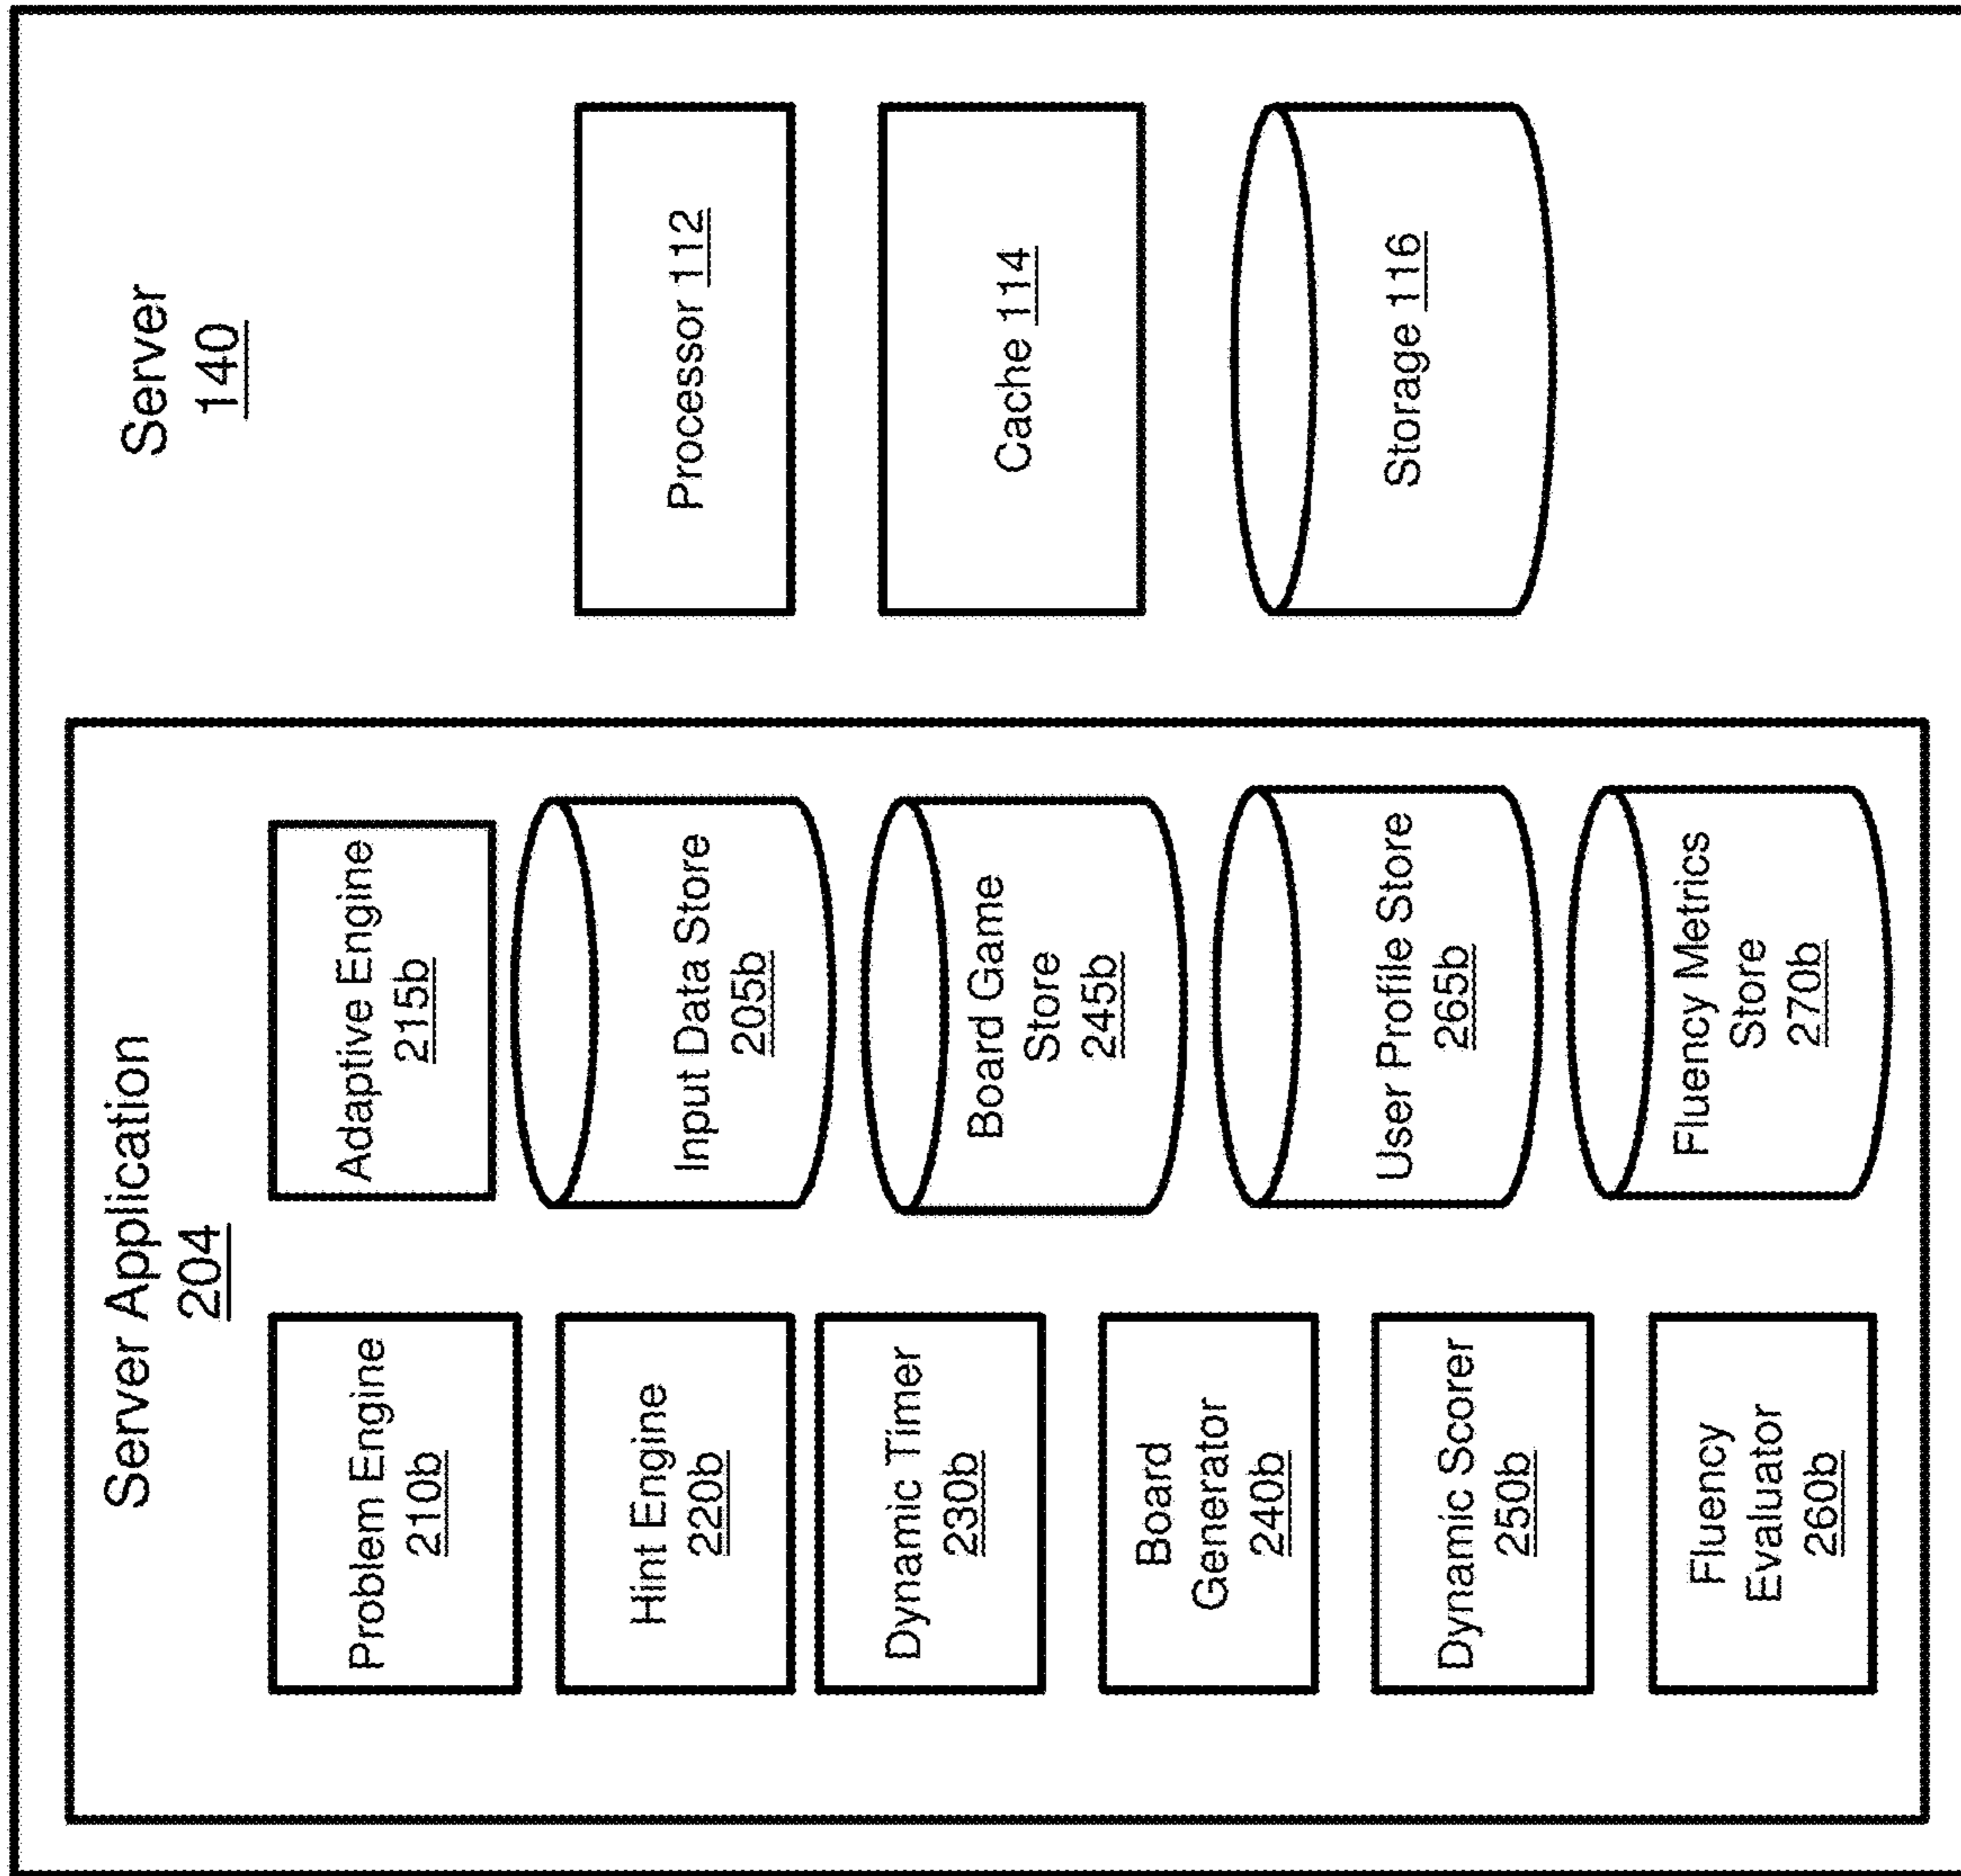 Server Application
204
Problem Engine
210b
Hint Engine
220b
Dynamic Timer
230b
Board
Generator
240b
Dynamic Scorer
250b
Fluency
Evaluator
260b
Adaptive Engine
215b
Input Data Store
205b
Board Game
Store
245b
User Profile Store
265b
Fluency Metrics
Store
270b
Server
140
Processor 112
Cache 114
Storage 116